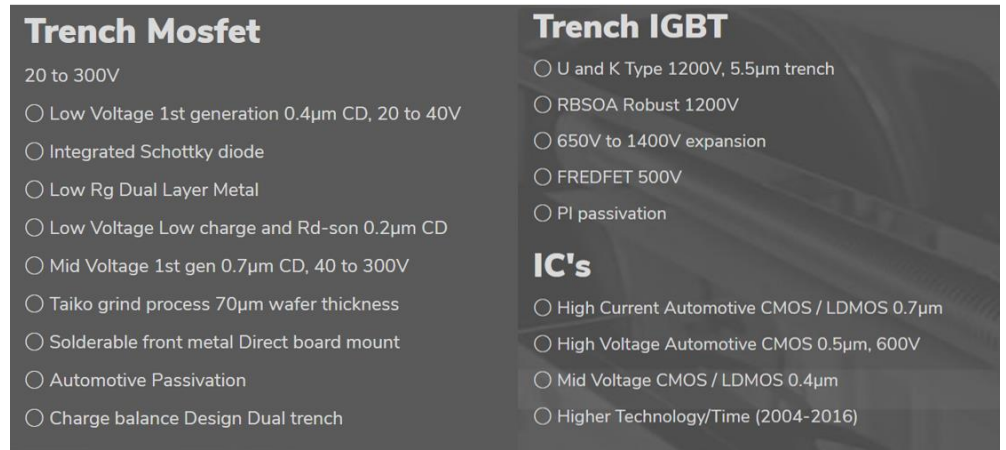 Trench Mosfet
20 to 300V
Low Voltage 1st generation 0.4µm CD, 20 to 40V
Integrated Schottky diode
Low Rg Dual Layer Metal
Low Voltage Low charge and Rd-son 0.2µm CD
Mid Voltage 1st gen 0.7µm CD, 40 to 300V
Taiko grind process 70µm wafer thickness
Solderable front metal Direct board mount
Automotive Passivation
Charge balance Design Dual trench
Trench IGBT
U and K Type 1200V, 5.5µm trench
RBSOA Robust 1200V
650V to 1400V expansion
FREDFET 500V
PI passivation
IC's
High Current Automotive CMOS / LDMOS 0.7µm
High Voltage Automotive CMOS 0.5µm, 600V
Mid Voltage CMOS / LDMOS 0.4µm
Higher Technology/Time (2004-2016)